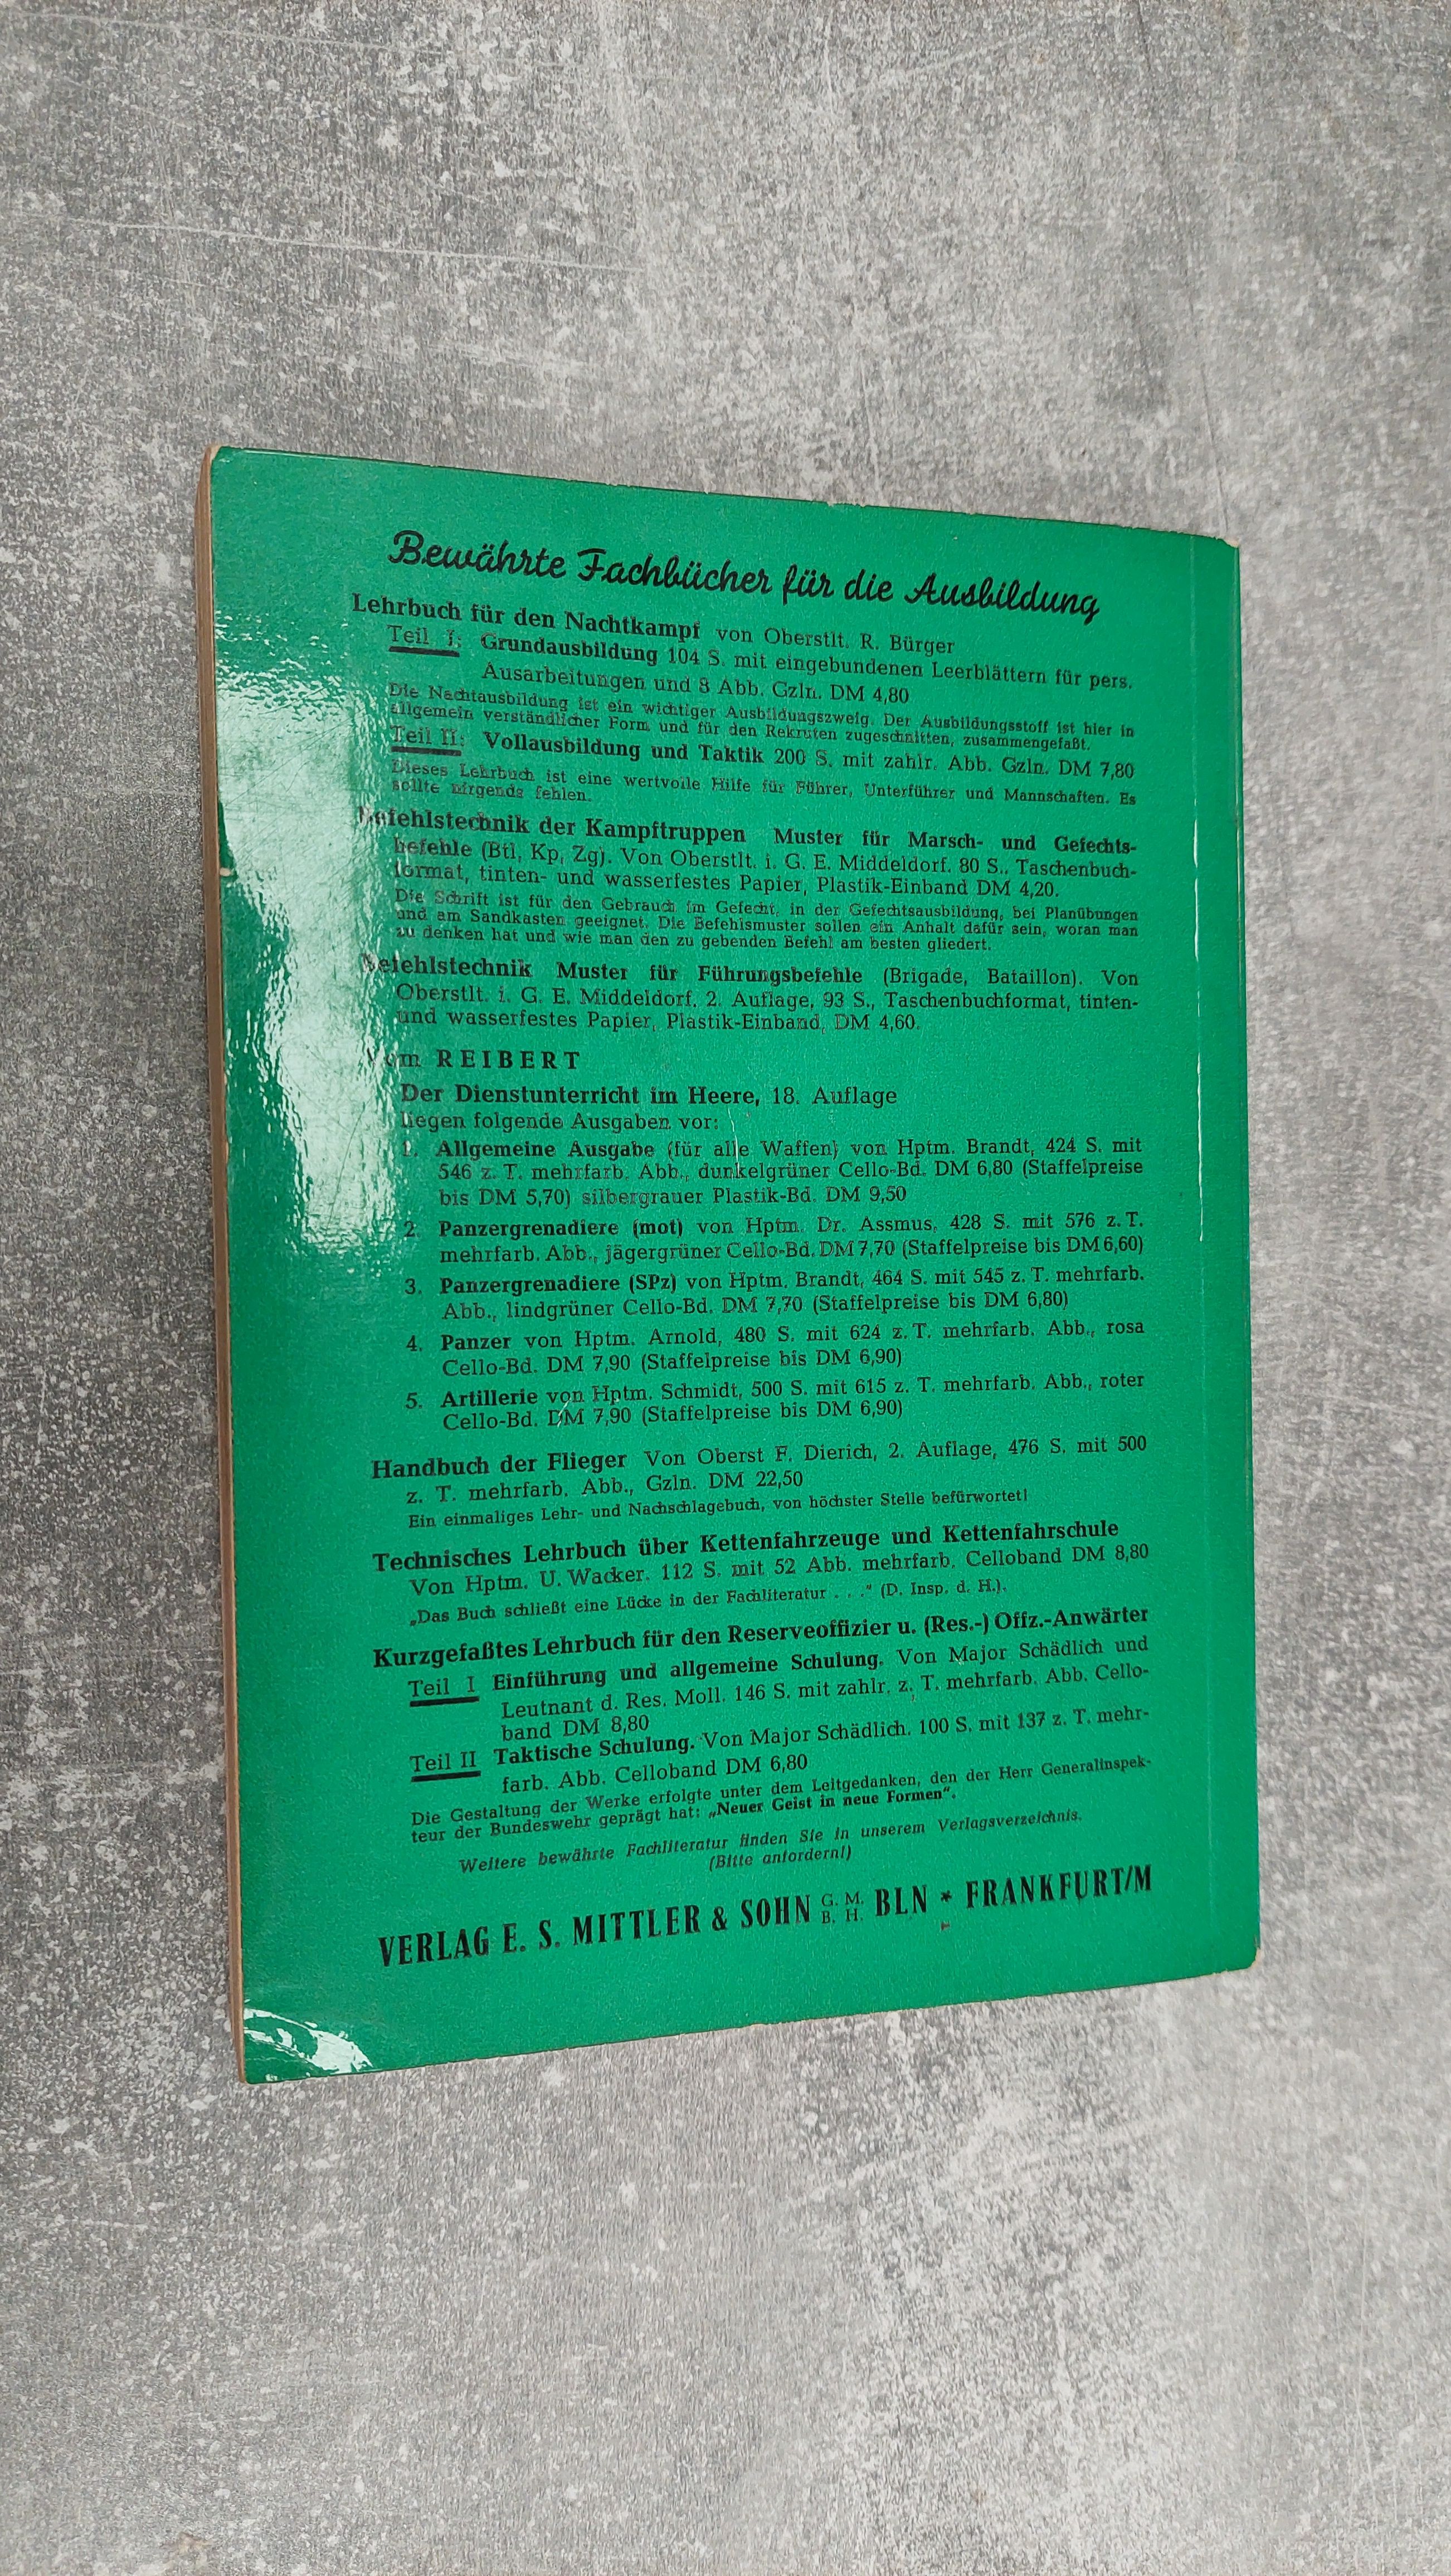 Bewährte Fachbücher für die Ausbildung
Lehrbuch für den Nachtkampf von Oberstlt. R. Bürger
Teil I: Grundausbildung 104 S. mit eingebundenen Leerblättern für pers.
Ausarbeitungen und 8 Abb. Gzln. DM 4,80
Die Nachtausbildung ist ein wichtiger Ausbildungszweig. Der Ausbildungsstoff ist hier in
allgemein verständlicher Form und für den Rekruten zugeschnitten, zusammengefaßt.
Teil II: Vollausbildung und Taktik 200 S. mit zahlr. Abb. Gzln. DM 7,80
Dieses Lehrbuch ist eine wertvolle Hilfe für Führer, Unterführer und Mannschaften. Es
sollte nirgends fehlen.
Befehlstechnik der Kampftruppen Muster für Marsch- und Gefechts-
befehle (Btl, Kp, Zg). Von Oberstlt. i. G. E. Middeldorf. 80 S., Taschenbuch-
format, tinten- und wasserfestes Papier, Plastik-Einband DM 4,20.
Die Schrift ist für den Gebrauch im Gefecht, in der Gefechtsausbildung, bei Planübungen
und am Sandkasten geeignet. Die Befehlsmuster sollen ein Anhalt dafür sein, woran man
zu denken hat und wie man den zu gebenden Befehl am besten gliedert.
Befehlstechnik Muster für Führungsbefehle (Brigade, Bataillon). Von
Oberstlt. i. G. E. Middeldorf. 2. Auflage, 93 S., Taschenbuchformat, tinten-
und wasserfestes Papier, Plastik-Einband, DM 4,60.
Vom REIBERT
Der Dienstunterricht im Heere, 18. Auflage
liegen folgende Ausgaben vor:
1. Allgemeine Ausgabe (für alle Waffen) von Hptm. Brandt, 424 S. mit
546 z. T. mehrfarb. Abb., dunkelgrüner Cello-Bd. DM 6,80 (Staffelpreise
bis DM 5,70) silbergrauer Plastik-Bd. DM 9,50
2. Panzergrenadiere (mot) von Hptm. Dr. Assmus, 428 S. mit 576 z. T.
mehrfarb. Abb., jägergrüner Cello-Bd. DM 7,70 (Staffelpreise bis DM 6,60)
3. Panzergrenadiere (SPz) von Hptm. Brandt, 464 S. mit 545 z. T. mehrfarb.
Abb., lindgrüner Cello-Bd. DM 7,70 (Staffelpreise bis DM 6,80)
4. Panzer von Hptm. Arnold, 480 S. mit 624 z. T. mehrfarb. Abb., rosa
Cello-Bd. DM 7,90 (Staffelpreise bis DM 6,90)
5. Artillerie von Hptm. Schmidt, 500 S. mit 615 z. T. mehrfarb. Abb., roter
Cello-Bd. DM 7,90 (Staffelpreise bis DM 6,90)
Handbuch der Flieger Von Oberst F. Dierich, 2. Auflage, 476 S. mit 500
z. T. mehrfarb. Abb., Gzln. DM 22,50
Ein einmaliges Lehr- und Nachschlagebuch, von höchster Stelle befürwortet!
Technisches Lehrbuch über Kettenfahrzeuge und Kettenfahrschule
Von Hptm. U. Wacker. 112 S. mit 52 Abb. mehrfarb. Celloband DM 8,80
„Das Buch schließt eine Lücke in der Fachliteratur . . ." (D. Insp. d. H.).
Kurzgefaßtes Lehrbuch für den Reserveoffizier u. (Res.-) Offz.-Anwärter
Teil I Einführung und allgemeine Schulung. Von Major Schädlich und
Leutnant d. Res. Moll. 146 S. mit zahlr. z. T. mehrfarb. Abb. Cello-
band DM 8,80
Teil II Taktische Schulung. Von Major Schädlich. 100 S. mit 137 z. T. mehr-
farb. Abb. Celloband DM 6,80
Die Gestaltung der Werke erfolgte unter dem Leitgedanken, den der Herr Generalinspek-
teur der Bundeswehr geprägt hat: „Neuer Geist in neue Formen".
Weitere bewährte Fachliteratur finden Sie in unserem Verlagsverzeichnis.
(Bitte anfordern!)
VERLAG E. S. MITTLER & SOHN G. M. B. H. BLN * FRANKFURT/M